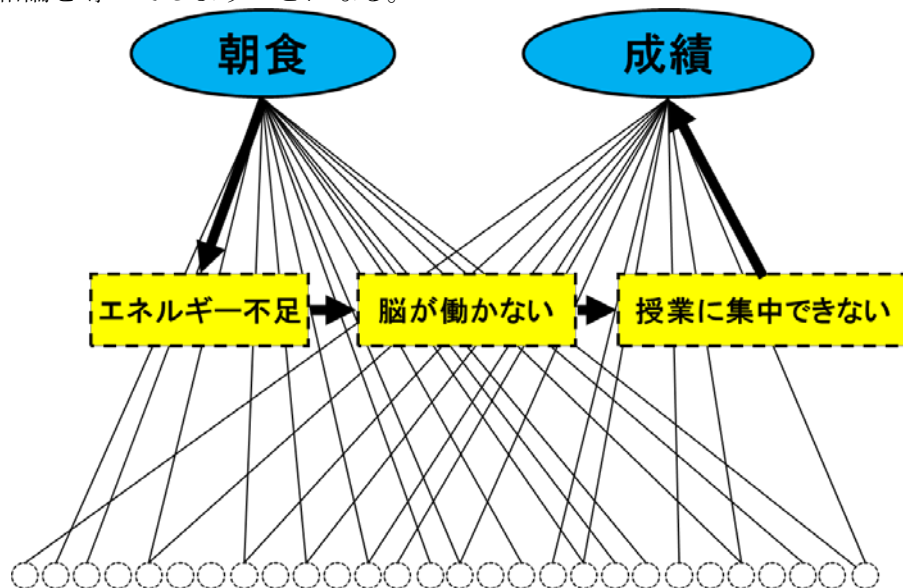 朝食
成績
エネルギー不足
脳が働かない
授業に集中できない